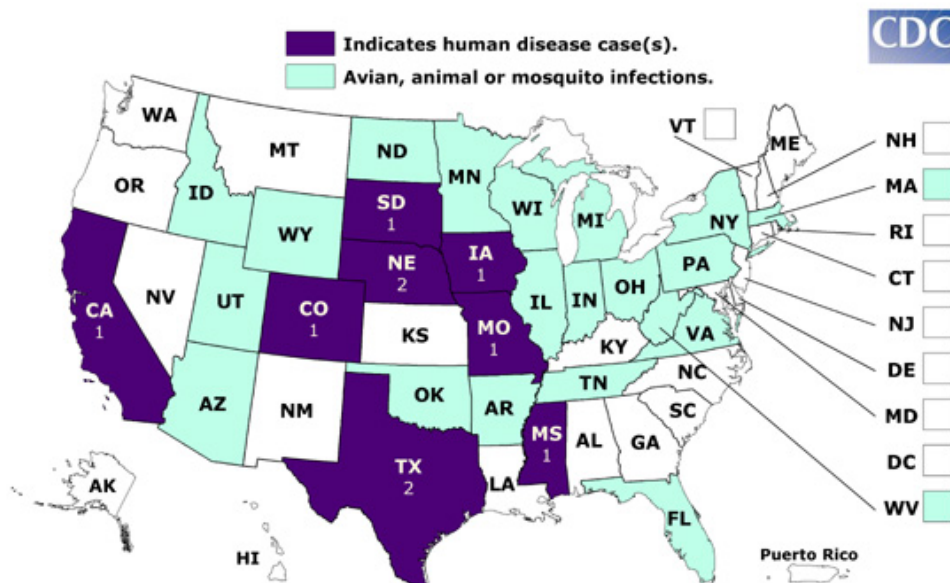 CDC
Indicates human disease case(s).
Avian, animal or mosquito infections.
WA
MT
ND
MN
VT
ME
NH
OR
ID
SD
1
WI
MI
NY
MA
WY
RI
IA
1
PA
NE
2
CT
NV
UT
CA
1
CO
1
IL
IN
OH
NJ
KS
MO
1
KY
VA
DE
NC
TN
AZ
NM
OK
AR
SC
MD
MS
1
AL
GA
DC
TX
2
LA
AK
WV
FL
HI
Puerto Rico